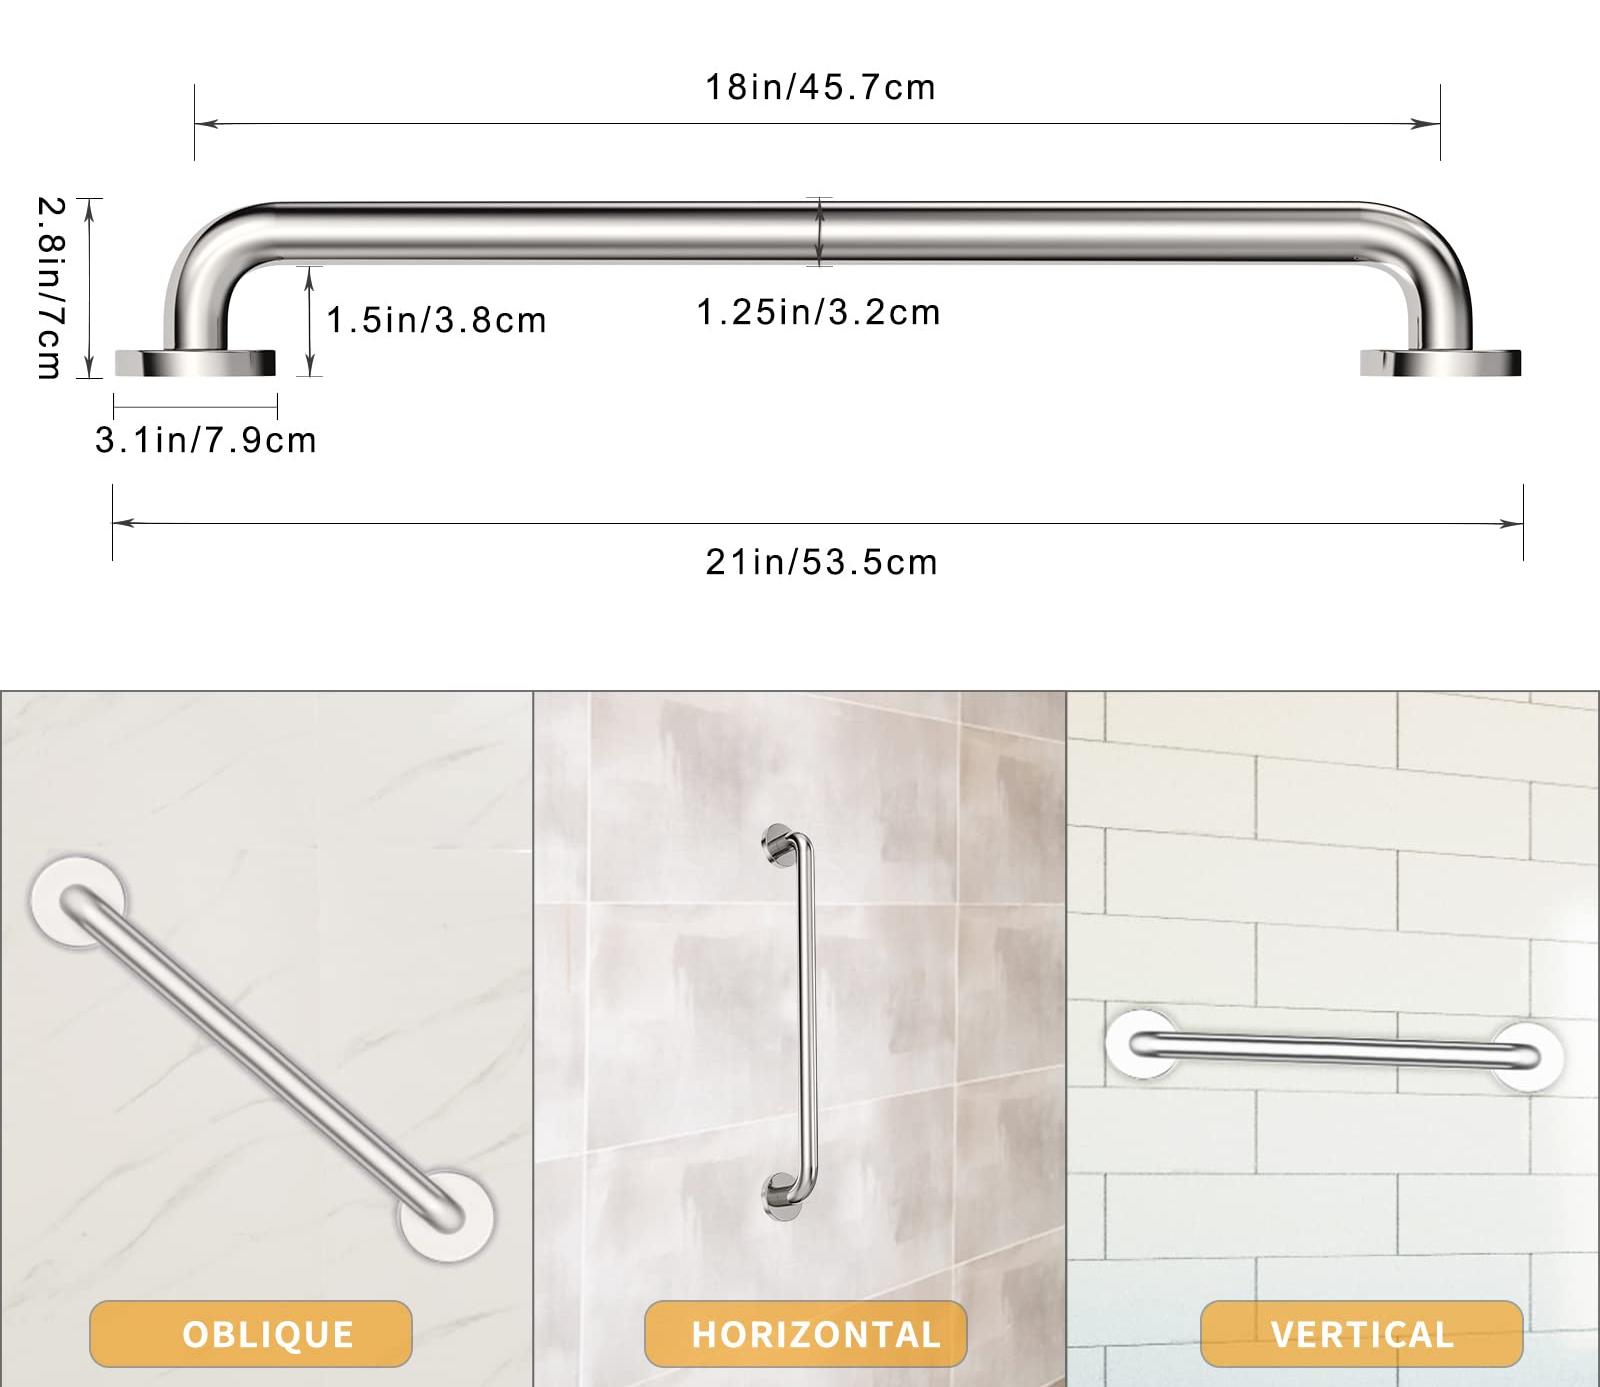 18in/45.7cm
2.8in/7cm
1.5in/3.8cm
1.25in/3.2cm
3.1in/7.9cm
21in/53.5cm
OBLIQUE
HORIZONTAL
VERTICAL